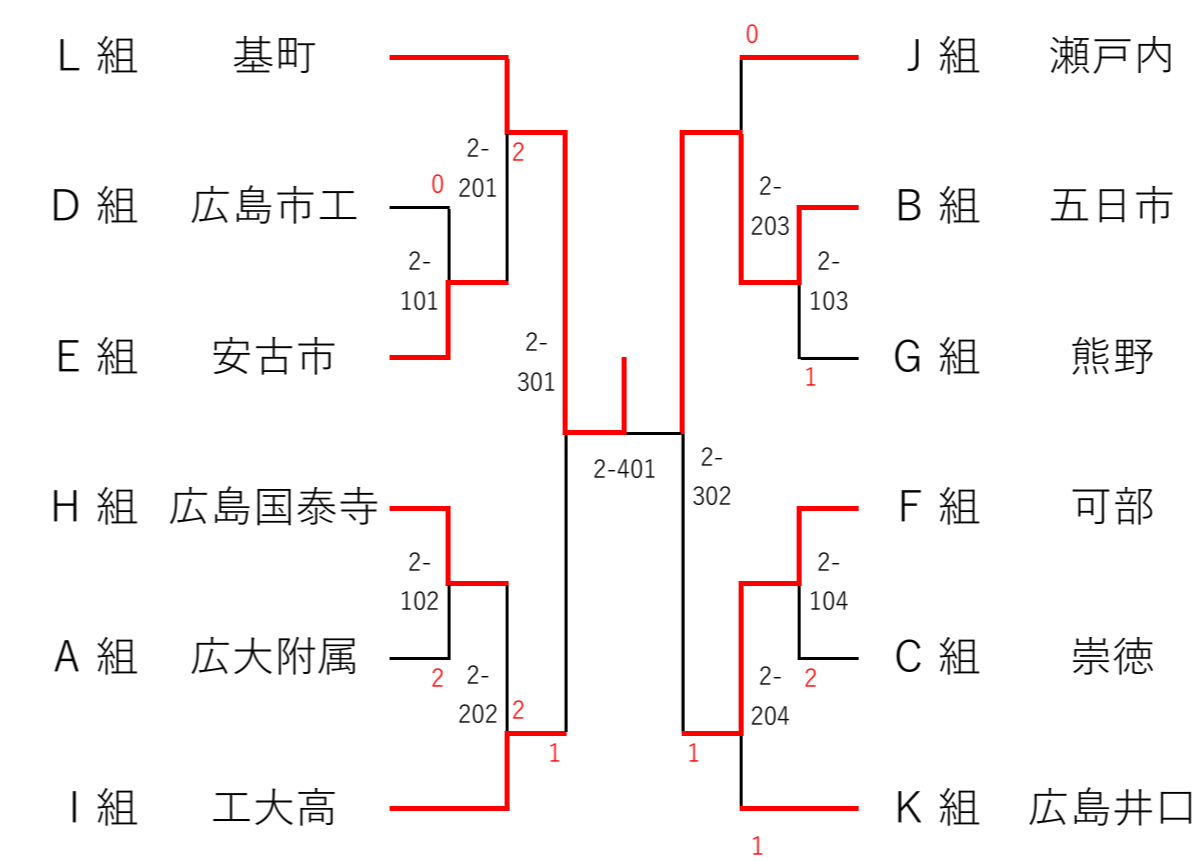 L 組 基町
D 組 広島市工
E 組 安古市
H 組 広島国泰寺
A 組 広大附属
I 組 工大高
0
2-
101
2-
201
2
2-
301
2-
102
2
2-
202
2
1
2-401
0
2-
203
2-
103
1
2-
302
2-
104
2
2-
204
1
1
J 組 瀬戸内
B 組 五日市
G 組 熊野
F 組 可部
C 組 崇徳
K 組 広島井口